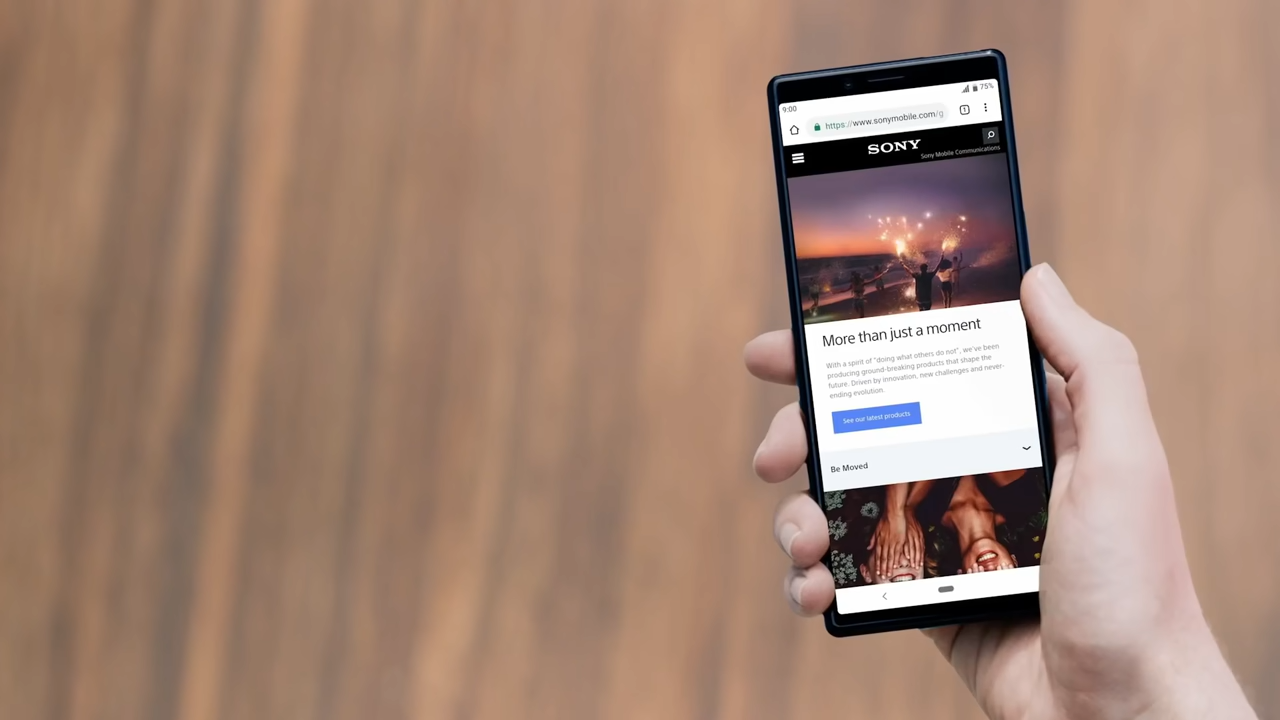 9:00
75%
https://www.sonymobile.com/g
1
SONY
Sony Mobile Communications
More than just a moment
With a spirit of "doing what others do not", we've been
producing ground-breaking products that shape the
future. Driven by innovation, new challenges and never-
ending evolution.
See our latest products
Be Moved